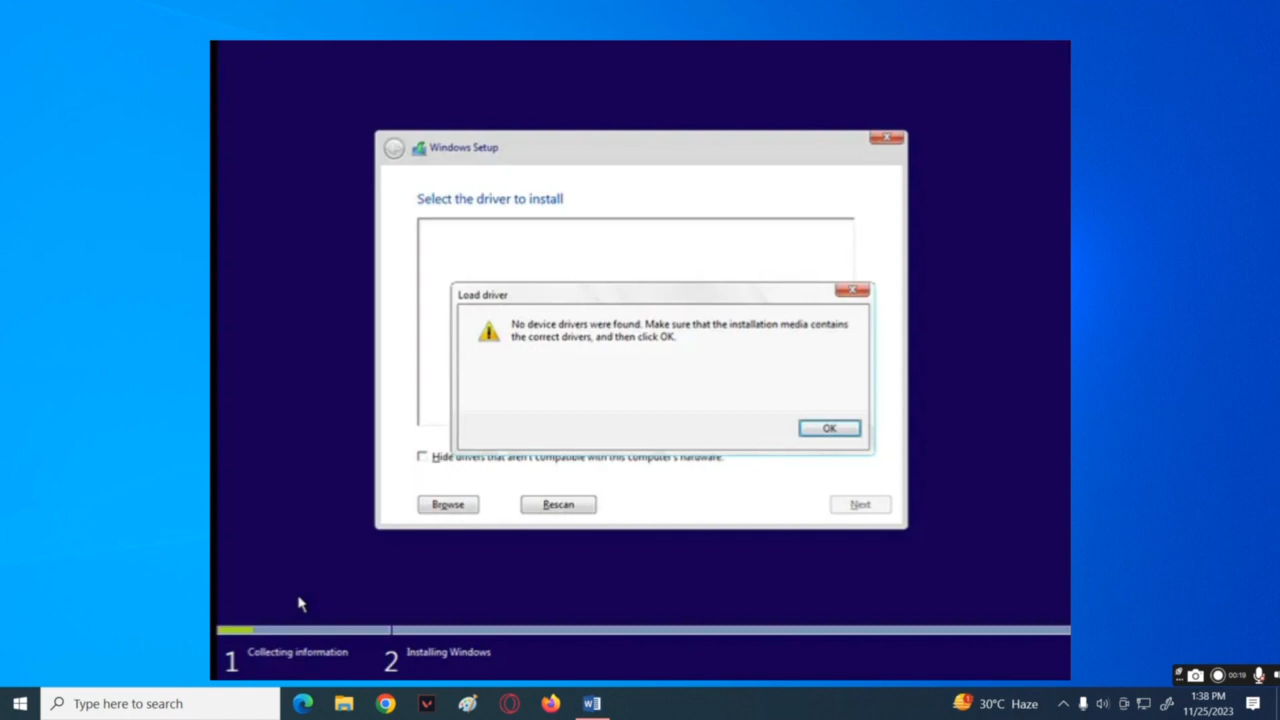 Windows Setup
Select the driver to install
Load driver
No device drivers were found. Make sure that the installation media contains
the correct drivers, and then click OK.
OK
Hide drivers that aren't compatible with this computer's hardware.
Browse
Rescan
Next
1 Collecting information
2 Installing Windows
00:19
Type here to search
W
30°C Haze
1:38 PM
11/25/2023